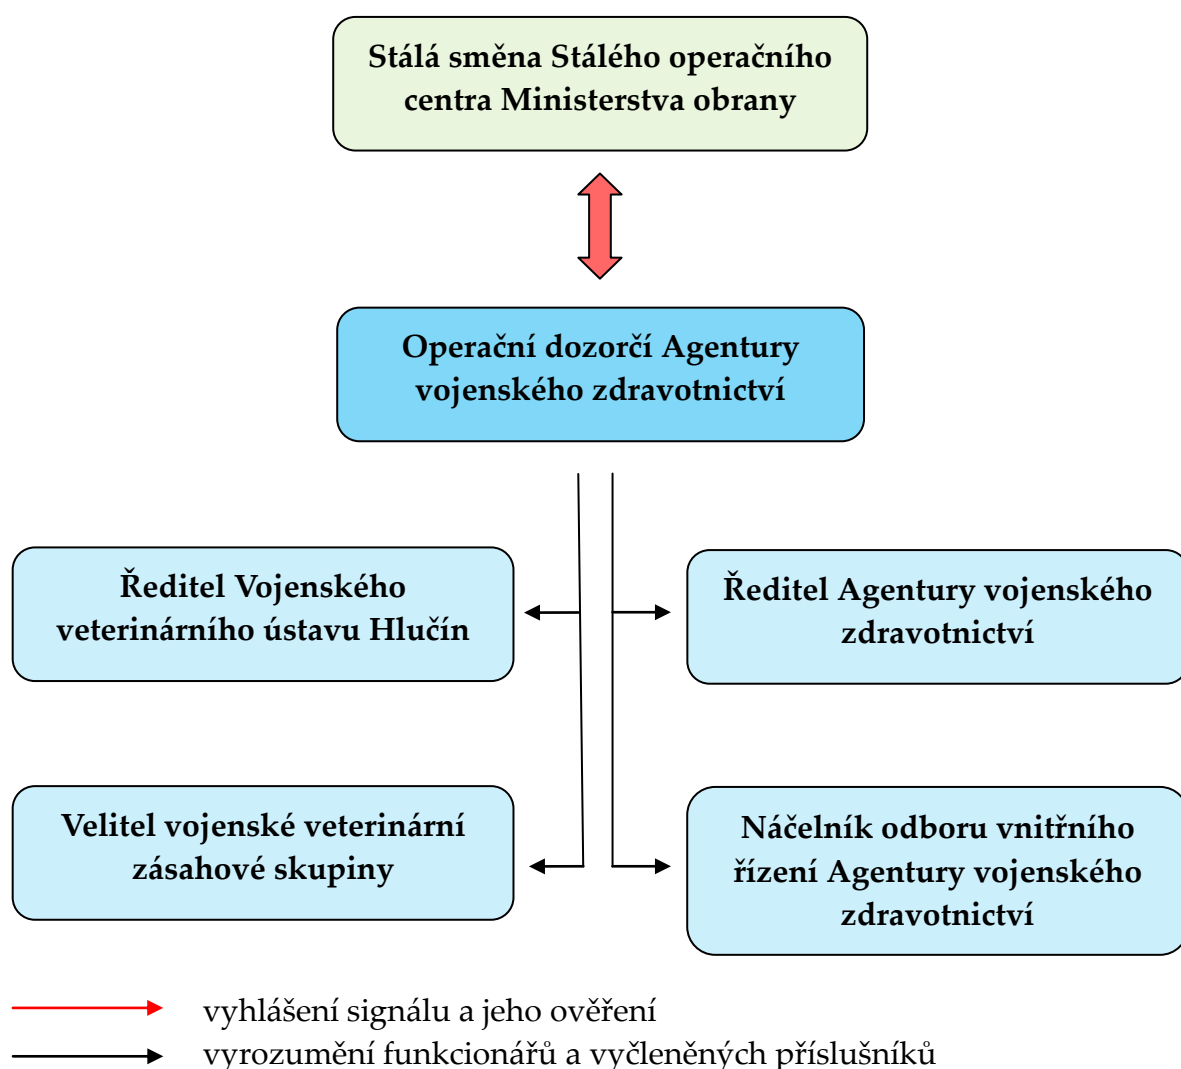 Stálá směna Stálého operačního
centra Ministerstva obrany
Operační dozorčí Agentury
vojenského zdravotnictví
Ředitel Vojenského
veterinárního ústavu Hlučín
Ředitel Agentury vojenského
zdravotnictví
Velitel vojenské veterinární
zásahové skupiny
Náčelník odboru vnitřního
řízení Agentury vojenského
zdravotnictví
vyhlášení signálu a jeho ověření
vyrozumění funkcionářů a vyčleněných příslušníků